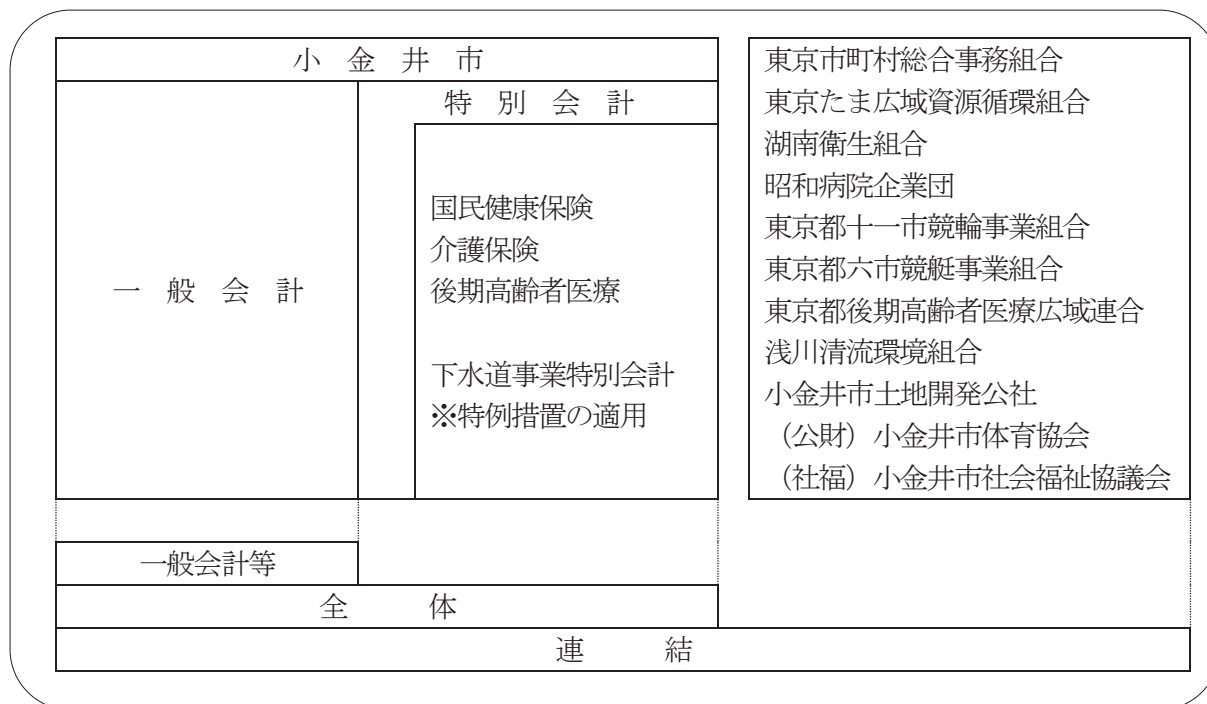 小金井市
一般会計
特別会計
国民健康保険
介護保険
後期高齢者医療
下水道事業特別会計
※特例措置の適用
東京市町村総合事務組合
東京たま広域資源循環組合
湖南衛生組合
昭和病院企業団
東京都十一市競輪事業組合
東京都六市競艇事業組合
東京都後期高齢者医療広域連合
浅川清流環境組合
小金井市土地開発公社
（公財）小金井市体育協会
（社福）小金井市社会福祉協議会
一般会計等
全体
連結